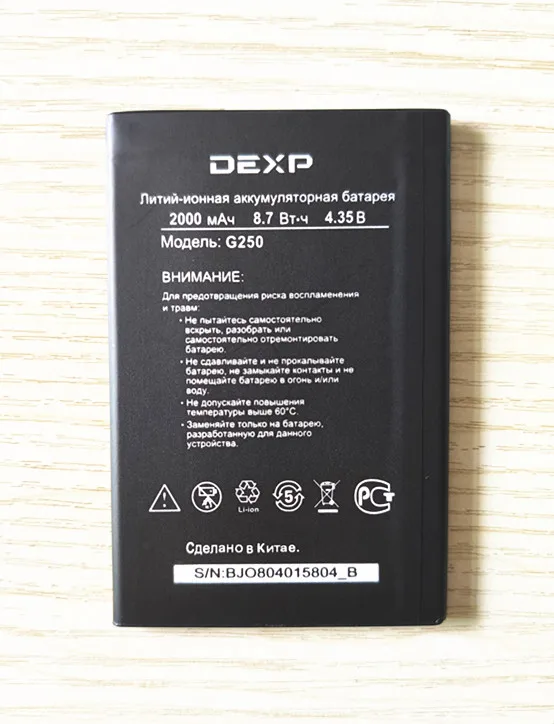 DEXP
Литий-ионная аккумуляторная батарея
2000 мАч 8.7 Вт·ч 4.35 В
Модель: G250
ВНИМАНИЕ:
Для предотвращения риска воспламенения
и травм:
· Не пытайтесь самостоятельно
вскрыть, разобрать или
самостоятельно отремонтировать
батарею.
· Не сдавливайте и не прокалывайте
батарею, не замыкайте контакты и не
помещайте батарею в огонь и/или
воду.
· Не допускайте повышения
температуры выше 60°C.
· Заменяйте только на батарею,
разработанную для данного
устройства.
Li-ion
5
РСТ
Сделано в Китае.
S/N:BJO804015804_B